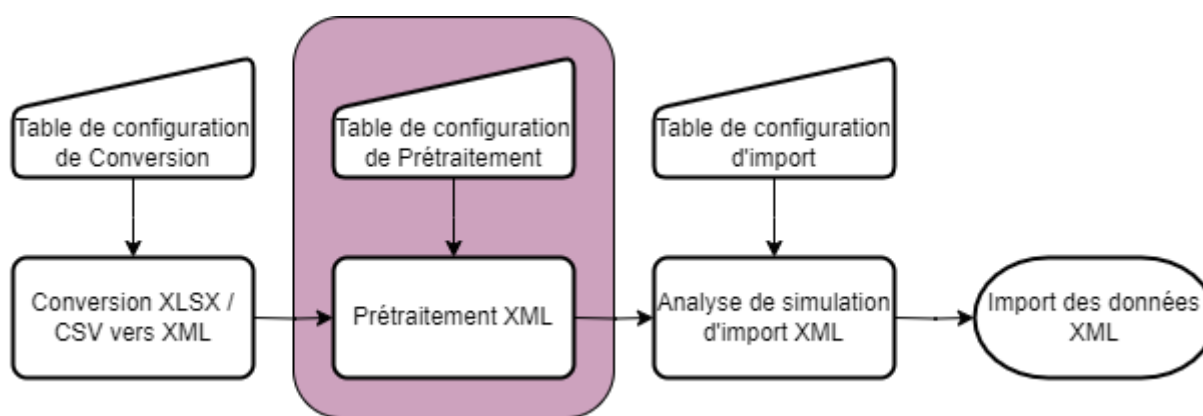 Table de configuration
de Conversion
Table de configuration
de Prétraitement
Table de configuration
d'import
Conversion XLSX /
CSV vers XML
Prétraitement XML
Analyse de simulation
d'import XML
Import des données
XML